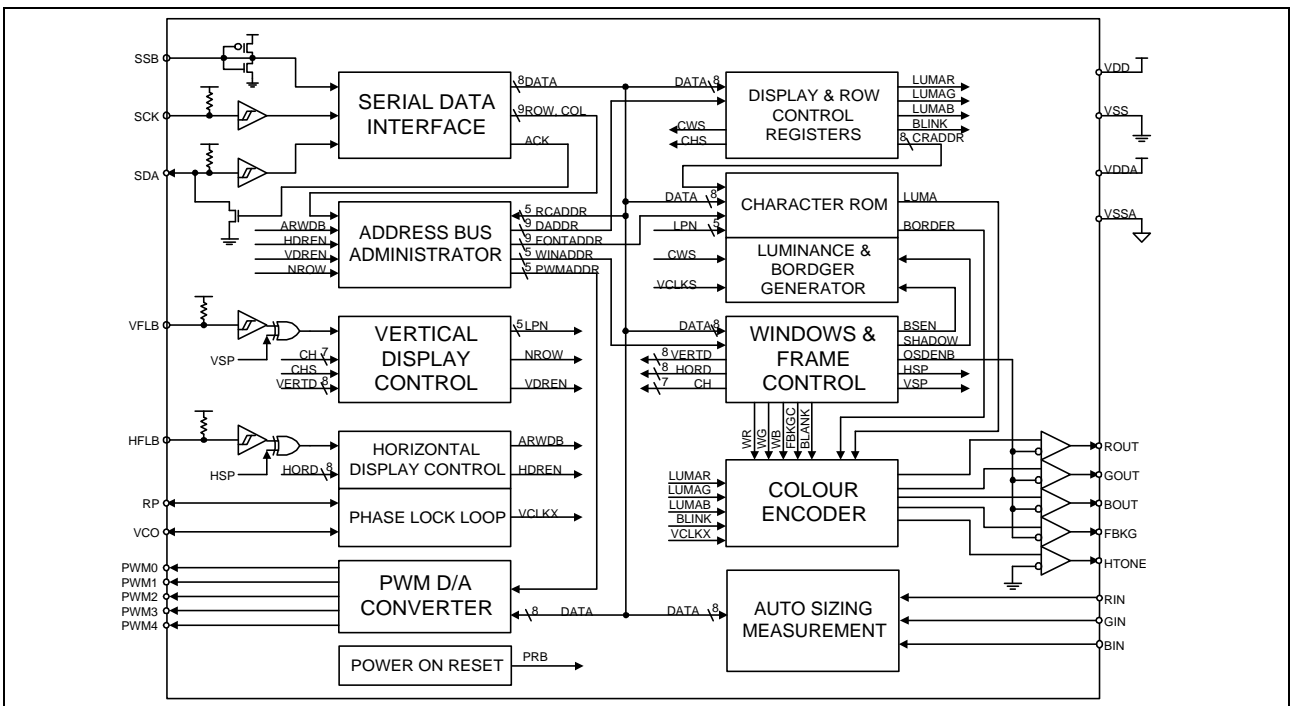 SSB
SCK
SDA
SERIAL DATA
INTERFACE
8 DATA
9 ROW, COL
ACK
ARWDB
HDREN
VDREN
NROW
ADDRESS BUS
ADMINISTRATOR
5 RCADDR
9 DADDR
9 FONTADDR
5 WINADDR
5 PWMADDR
VFLB
VSP
CH 7
CHS
VERTD 8
VERTICAL
DISPLAY
CONTROL
5 LPN
NROW
VDREN
HFLB
HSP
HORD 8
HORIZONTAL
DISPLAY CONTROL
ARWDB
HDREN
RP
VCO
PHASE LOCK LOOP
VCLKX
PWM0
PWM1
PWM2
PWM3
PWM4
PWM D/A
CONVERTER
8 DATA
POWER ON RESET
PRB
DATA 8
CWS
CHS
DISPLAY & ROW
CONTROL
REGISTERS
LUMAR
LUMAG
LUMAB
BLINK
8 CRADDR
DATA 8
LPN 5
CWS
VCLKS
CHARACTER ROM
LUMINANCE &
BORDGER
GENERATOR
LUMA
BORDER
DATA 8
8 VERTD
8 HORD
7 CH
WINDOWS &
FRAME
CONTROL
BSEN
SHADOW
OSDENB
HSP
VSP
WR
WG
WB
FBKGC
BLANK
LUMAR
LUMAG
LUMAB
BLINK
VCLKX
COLOUR
ENCODER
DATA 8
AUTO SIZING
MEASUREMENT
VDD
VSS
VDDA
VSSA
ROUT
GOUT
BOUT
FBKG
HTONE
RIN
GIN
BIN